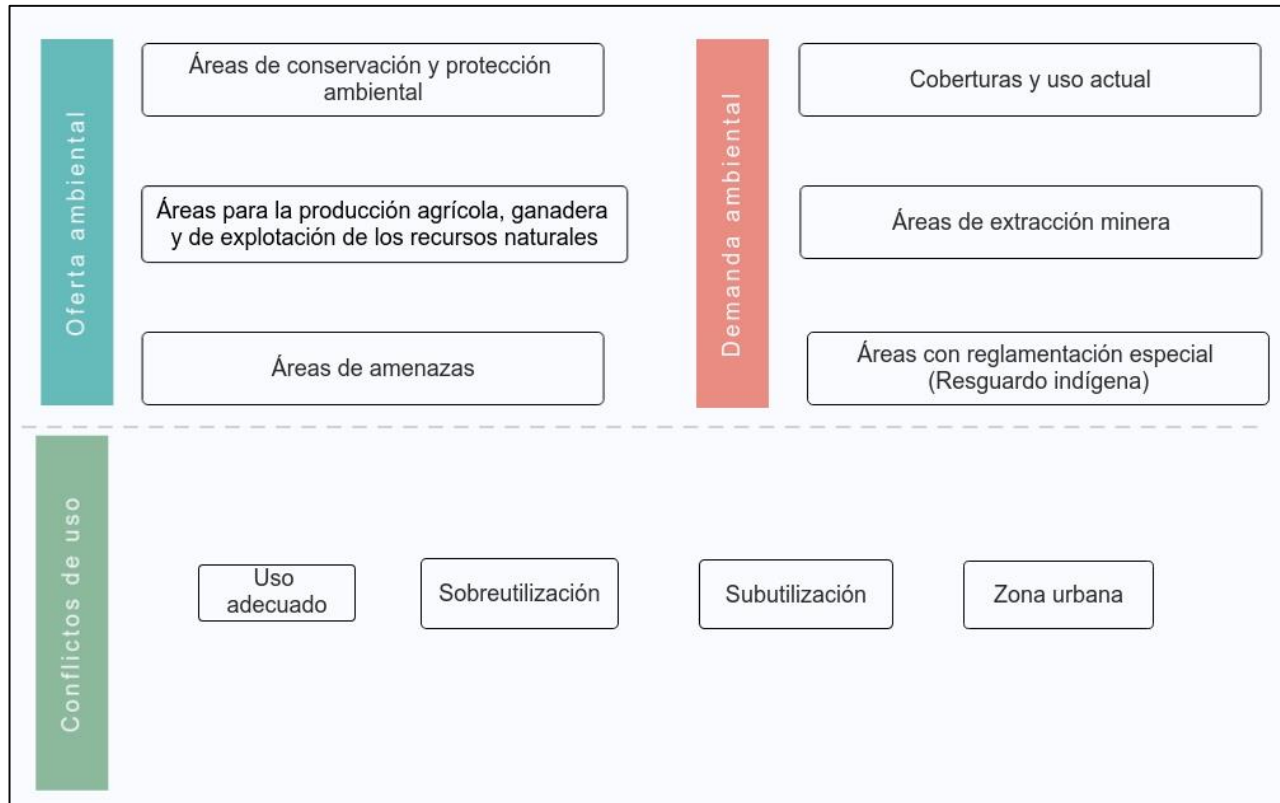 Oferta ambiental
Áreas de conservación y protección
ambiental
Áreas para la producción agrícola, ganadera
y de explotación de los recursos naturales
Áreas de amenazas
Demanda ambiental
Coberturas y uso actual
Áreas de extracción minera
Áreas con reglamentación especial
(Resguardo indígena)
Conflictos de uso
Uso
adecuado
Sobreutilización
Subutilización
Zona urbana